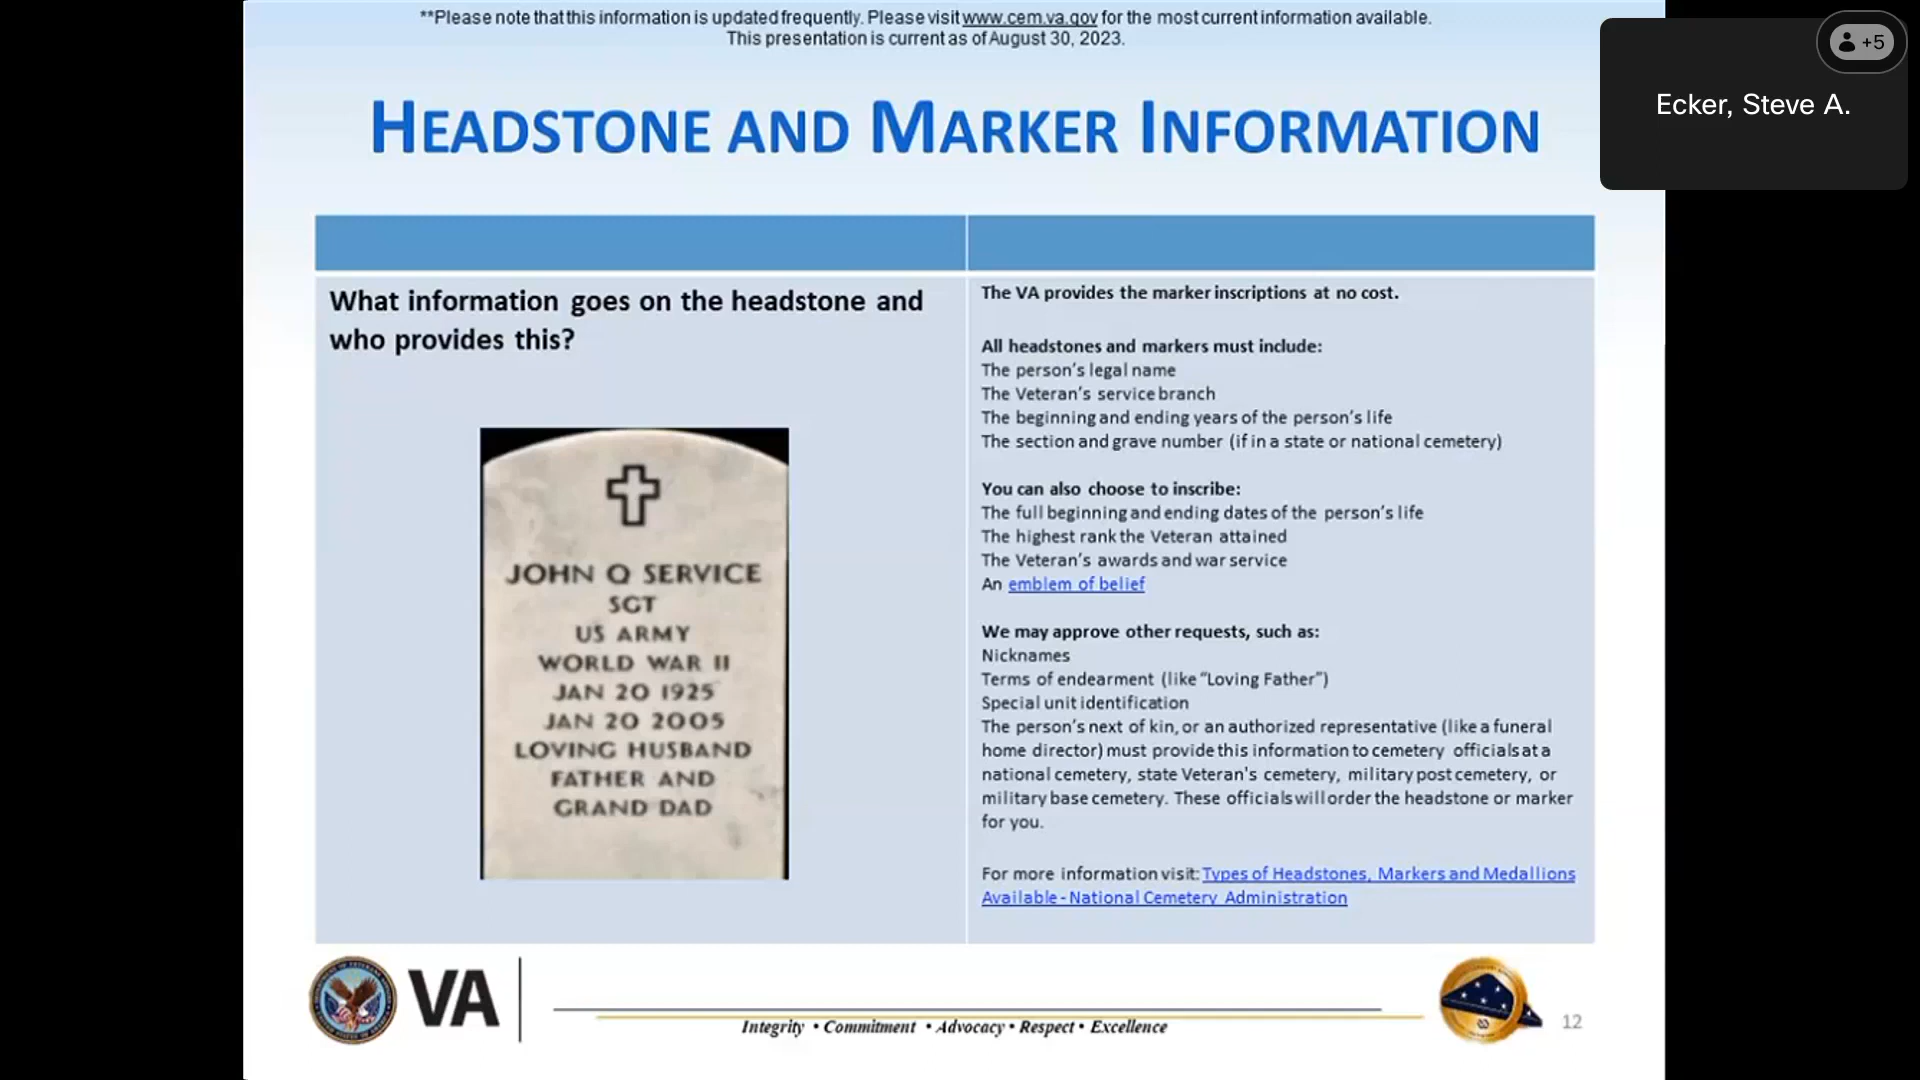 **Please note that this information is updated frequently. Please visit www.cem.va.gov for the most current information available.
This presentation is current as of August 30, 2023.
+5
Ecker, Steve A.
HEADSTONE AND MARKER INFORMATION
What information goes on the headstone and
who provides this?
JOHN Q SERVICE
SGT
US ARMY
WORLD WAR II
JAN 20 1925
JAN 20 2005
LOVING HUSBAND
FATHER AND
GRAND DAD
The VA provides the marker inscriptions at no cost.
All headstones and markers must include:
The person's legal name
The Veteran's service branch
The beginning and ending years of the person's life
The section and grave number (if in a state or national cemetery)
You can also choose to inscribe:
The full beginning and ending dates of the person's life
The highest rank the Veteran attained
The Veteran's awards and war service
An emblem of belief
We may approve other requests, such as:
Nicknames
Terms of endearment (like “Loving Father”)
Special unit identification
The person's next of kin, or an authorized representative (like a funeral
home director) must provide this information to cemetery officials at a
national cemetery, state Veteran's cemetery, military post cemetery, or
military base cemetery. These officials will order the headstone or marker
for you.
For more information visit: Types of Headstones, Markers and Medallions
Available - National Cemetery Administration
VA
Integrity • Commitment • Advocacy • Respect • Excellence
12